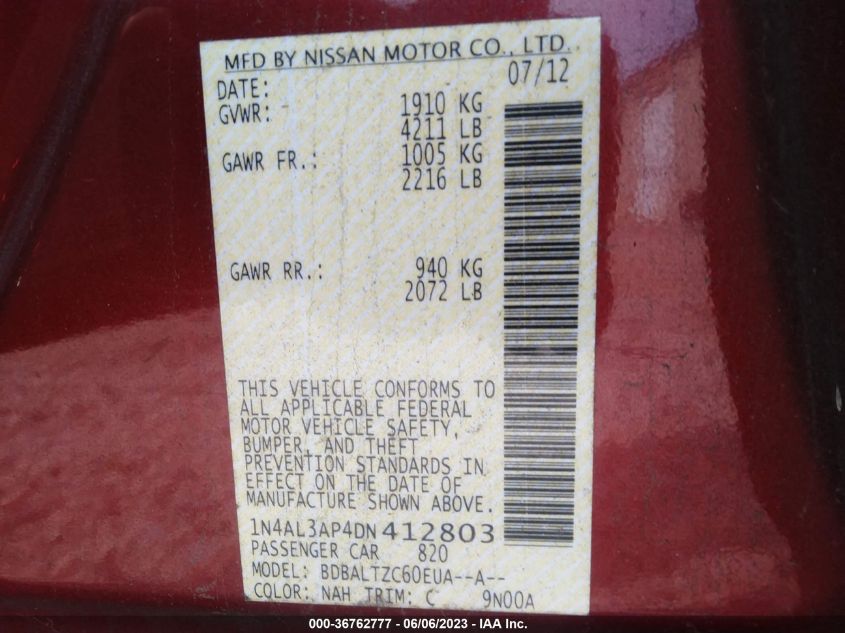 MFD BY NISSAN MOTOR CO., LTD.
DATE: 07/12
GVWR: 1910 KG
4211 LB
GAWR FR.: 1005 KG
2216 LB
GAWR RR.: 940 KG
2072 LB
THIS VEHICLE CONFORMS TO
ALL APPLICABLE FEDERAL
MOTOR VEHICLE SAFETY,
BUMPER, AND THEFT
PREVENTION STANDARDS IN
EFFECT ON THE DATE OF
MANUFACTURE SHOWN ABOVE.
1N4AL3AP4DN412803
PASSENGER CAR 820
MODEL: BDBALTZC60EUA--A--
COLOR: NAH TRIM: C 9N00A
000-36762777 - 06/06/2023 - IAA Inc.